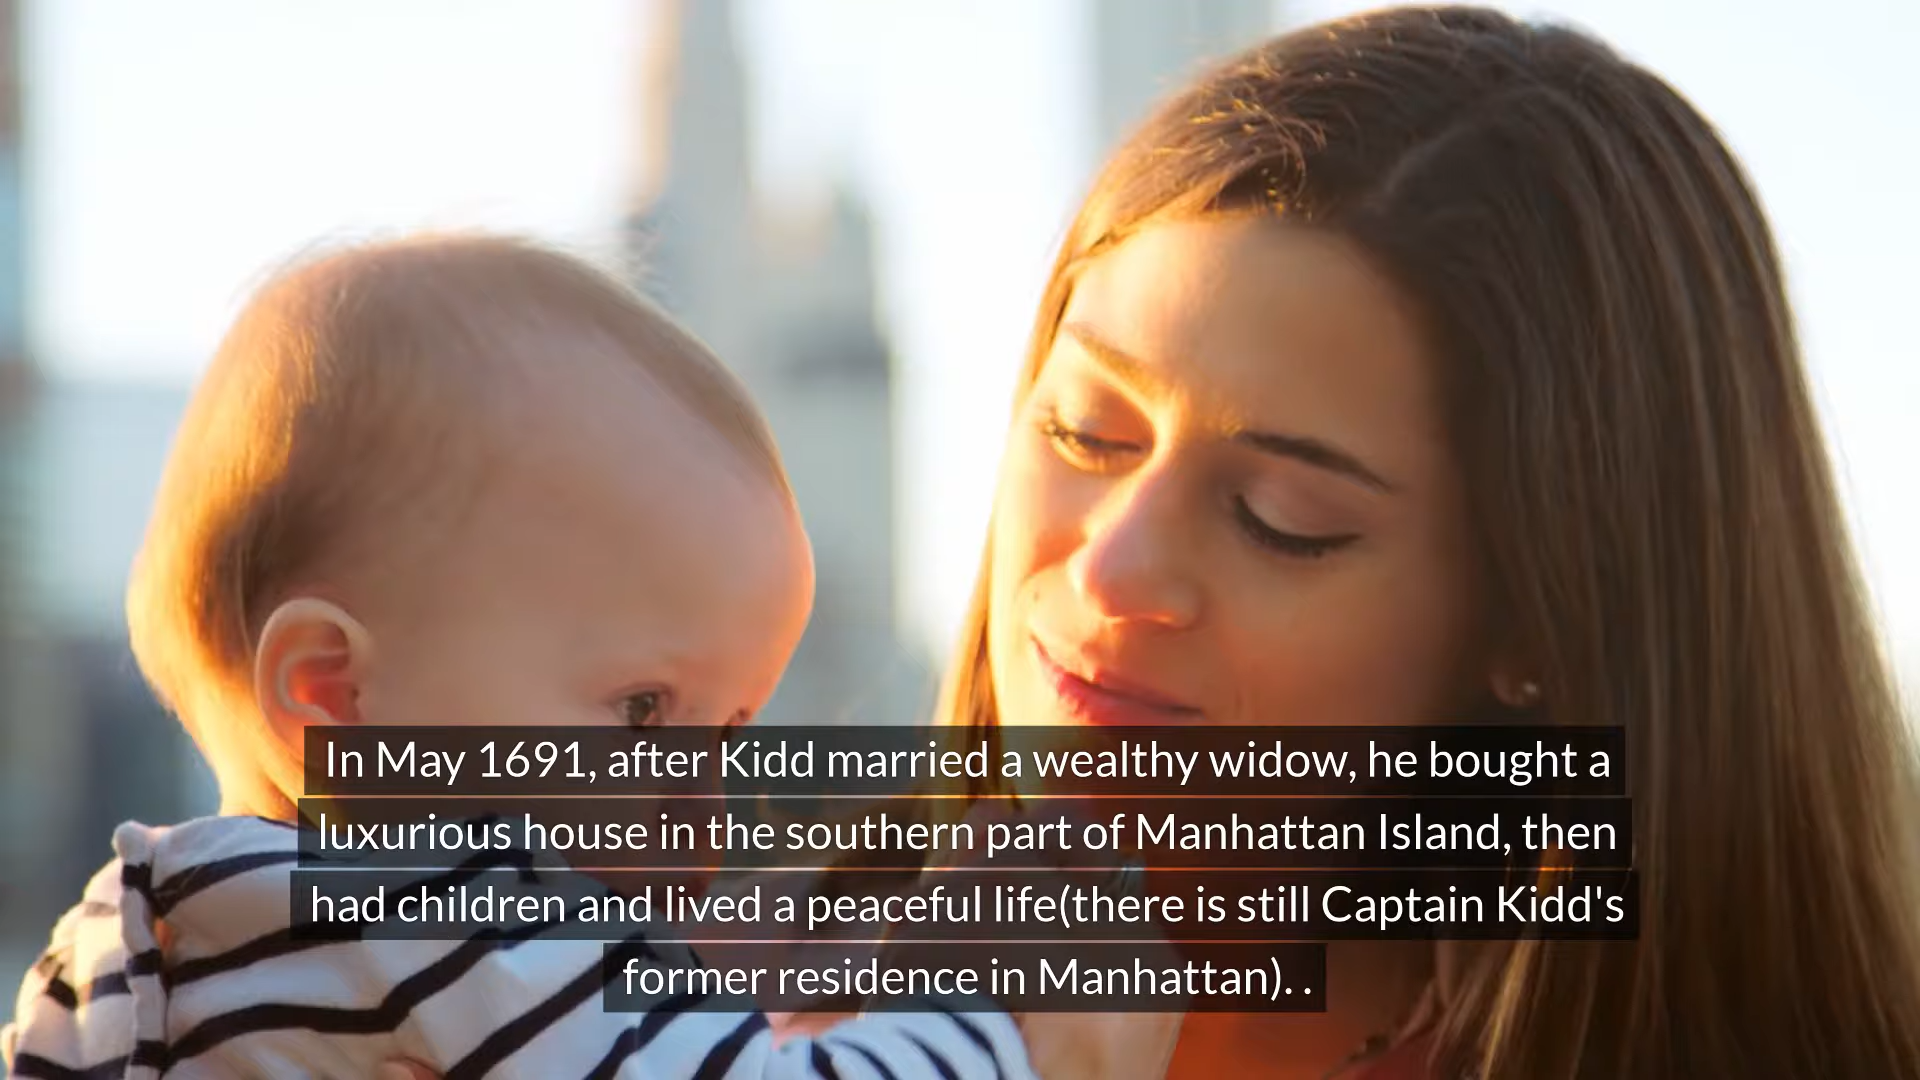 In May 1691, after Kidd married a wealthy widow, he bought a
luxurious house in the southern part of Manhattan Island, then
had children and lived a peaceful life(there is still Captain Kidd's
former residence in Manhattan). .